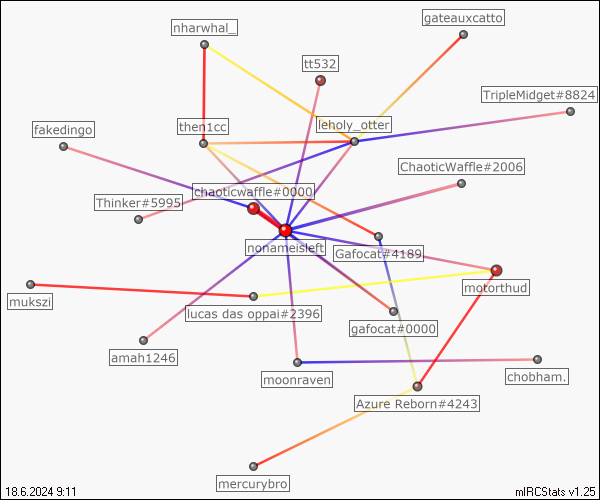 gateauxcatto
nharwhal_
tt532
TripleMidget#8824
leholy_otter
then1cc
fakedingo
ChaoticWaffle#2006
chaoticwaffle#0000
Thinker#5995
nonameisleft
Gafocat#4189
motorthud
mukszi
lucas das oppai#2396
gafocat#0000
amah1246
moonraven
chobham.
Azure Reborn#4243
mercurybro
18.6.2024 9:11
mIRCStats v1.25